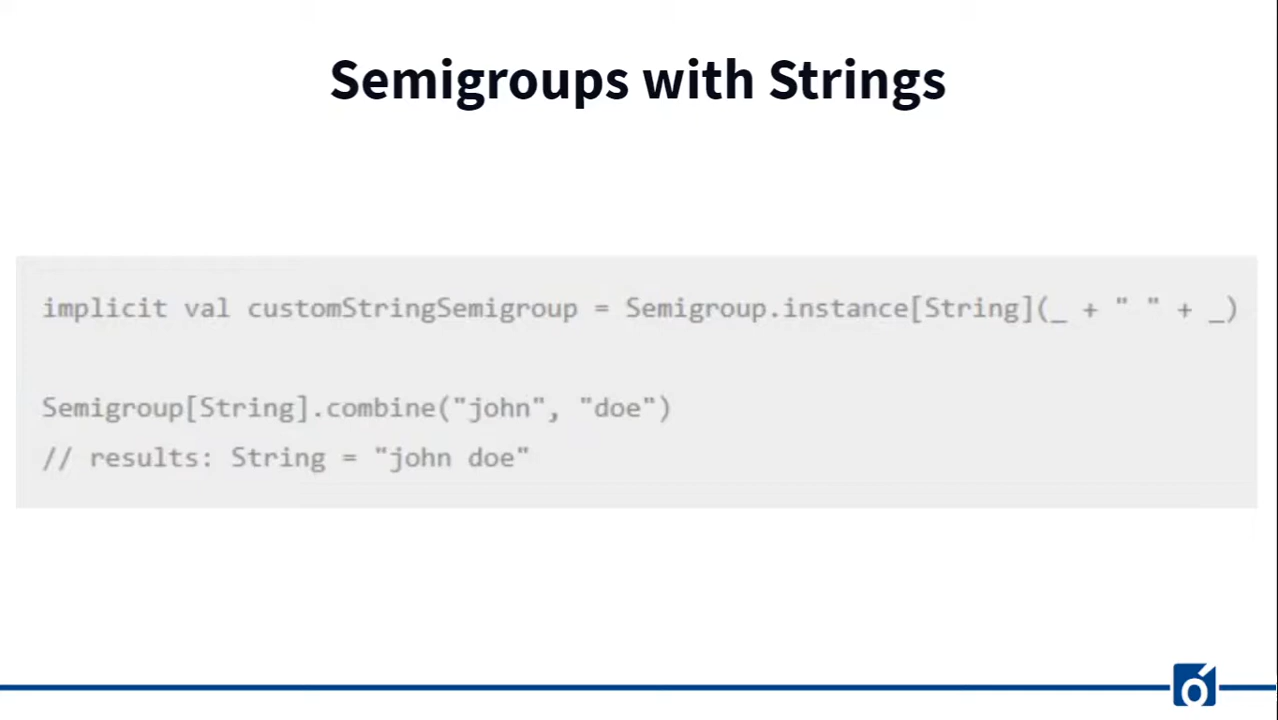 Semigroups with Strings
implicit val customStringSemigroup = Semigroup.instance[String](_ + " " + _)
Semigroup[String].combine("john", "doe")
// results: String = "john doe"